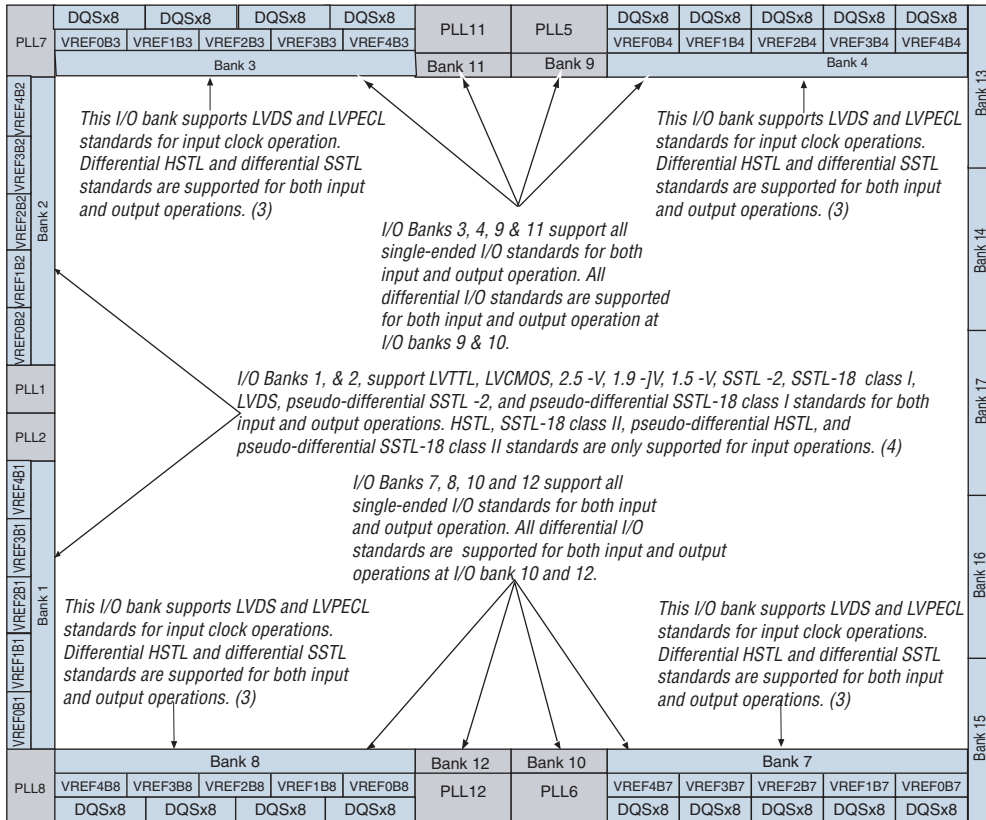 PLL7
DQSx8 DQSx8 DQSx8 DQSx8
VREF0B3 VREF1B3 VREF2B3 VREF3B3 VREF4B3
Bank 3
PLL11 PLL5
Bank 11 Bank 9
DQSx8 DQSx8 DQSx8 DQSx8 DQSx8
VREF0B4 VREF1B4 VREF2B4 VREF3B4 VREF4B4
Bank 4
Bank 13
Bank 14
Bank 17
Bank 16
Bank 15
VREF4B2
VREF3B2
VREF2B2
VREF1B2
VREF0B2
Bank 2
PLL1
PLL2
VREF4B1
VREF3B1
VREF2B1
VREF1B1
VREF0B1
Bank 1
This I/O bank supports LVDS and LVPECL
standards for input clock operation.
Differential HSTL and differential SSTL
standards are supported for both input
and output operations. (3)
This I/O bank supports LVDS and LVPECL
standards for input clock operations.
Differential HSTL and differential SSTL
standards are supported for both input
and output operations. (3)
I/O Banks 3, 4, 9 & 11 support all
single-ended I/O standards for both
input and output operation. All
differential I/O standards are supported
for both input and output operation at
I/O banks 9 & 10.
I/O Banks 1, & 2, support LVTTL, LVCMOS, 2.5 -V, 1.9 -]V, 1.5 -V, SSTL -2, SSTL-18 class I,
LVDS, pseudo-differential SSTL -2, and pseudo-differential SSTL-18 class I standards for both
input and output operations. HSTL, SSTL-18 class II, pseudo-differential HSTL, and
pseudo-differential SSTL-18 class II standards are only supported for input operations. (4)
I/O Banks 7, 8, 10 and 12 support all
single-ended I/O standards for both input
and output operation. All differential I/O
standards are supported for both input and output
operations at I/O bank 10 and 12.
This I/O bank supports LVDS and LVPECL
standards for input clock operations.
Differential HSTL and differential SSTL
standards are supported for both input
and output operations. (3)
This I/O bank supports LVDS and LVPECL
standards for input clock operations.
Differential HSTL and differential SSTL
standards are supported for both input
and output operations. (3)
PLL8
Bank 8
VREF4B8 VREF3B8 VREF2B8 VREF1B8 VREF0B8
DQSx8 DQSx8 DQSx8 DQSx8
Bank 12 Bank 10
PLL12 PLL6
Bank 7
VREF4B7 VREF3B7 VREF2B7 VREF1B7 VREF0B7
DQSx8 DQSx8 DQSx8 DQSx8 DQSx8